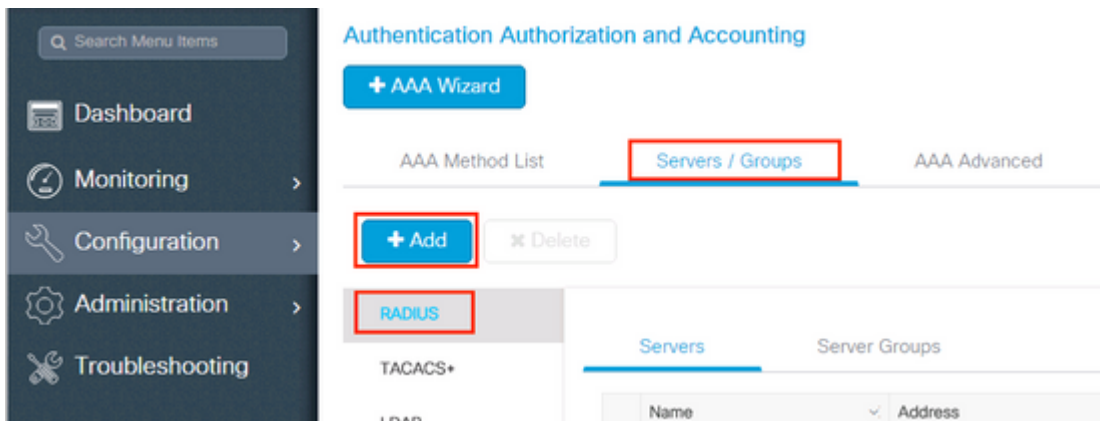 Search Menu Items
Dashboard
Monitoring
Configuration
Administration
Troubleshooting
Authentication Authorization and Accounting
+ AAA Wizard
AAA Method List
Servers / Groups
AAA Advanced
+ Add
× Delete
RADIUS
TACACS+
LDAP
Servers
Server Groups
Name
Address